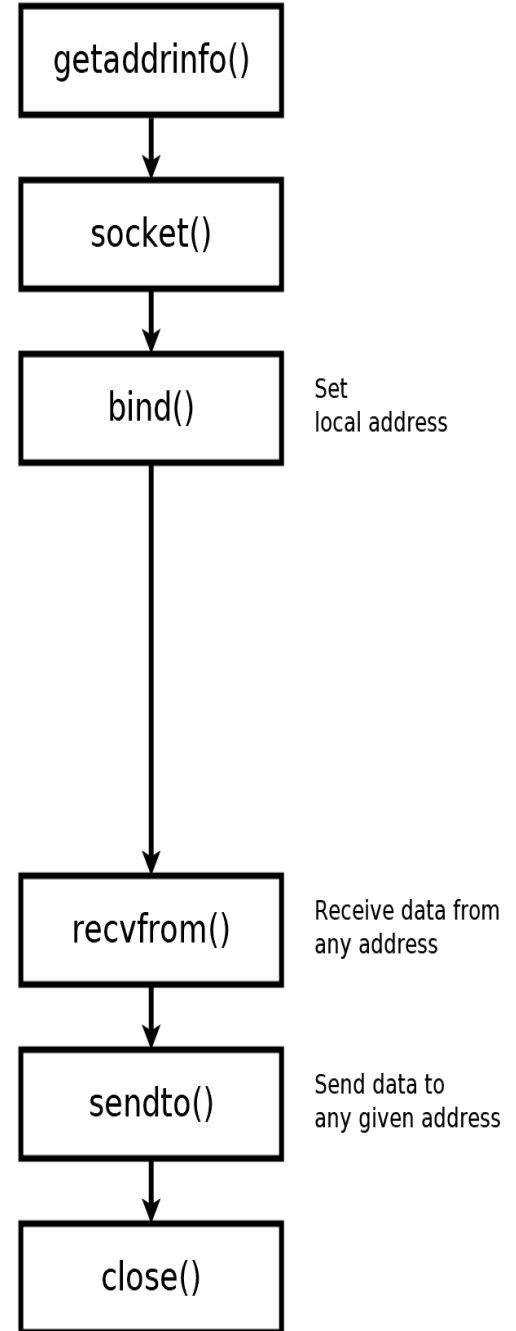 getaddrinfo()
socket()
bind()
Set
local address
recvfrom()
Receive data from
any address
sendto()
Send data to
any given address
close()